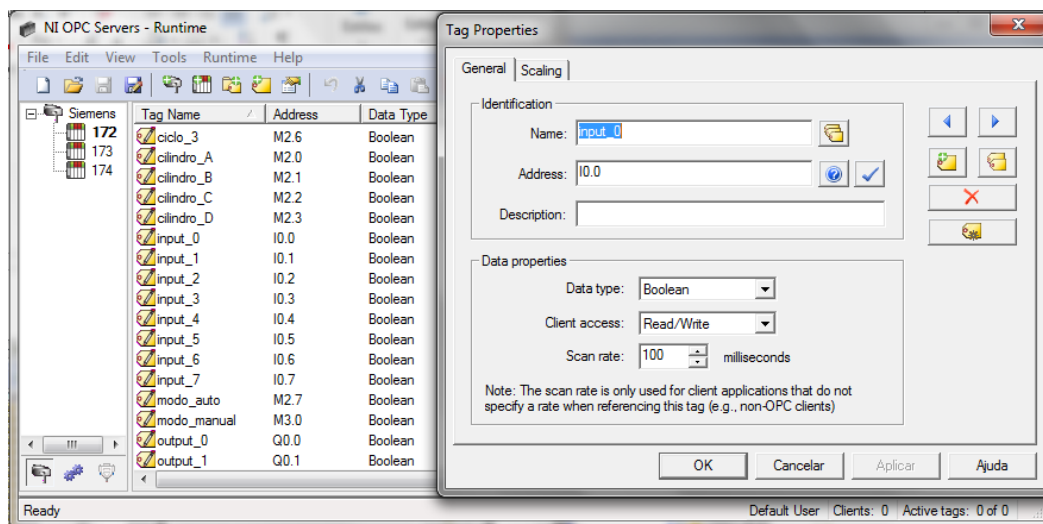 NI OPC Servers - Runtime
File Edit View Tools Runtime Help
Siemens
172
173
174
Tag Name Address Data Type
ciclo_3 M2.6 Boolean
cilindro_A M2.0 Boolean
cilindro_B M2.1 Boolean
cilindro_C M2.2 Boolean
cilindro_D M2.3 Boolean
input_0 I0.0 Boolean
input_1 I0.1 Boolean
input_2 I0.2 Boolean
input_3 I0.3 Boolean
input_4 I0.4 Boolean
input_5 I0.5 Boolean
input_6 I0.6 Boolean
input_7 I0.7 Boolean
modo_auto M2.7 Boolean
modo_manual M3.0 Boolean
output_0 Q0.0 Boolean
output_1 Q0.1 Boolean
Ready
Default User Clients: 0 Active tags: 0 of 0
Tag Properties
General Scaling
Identification
Name: input_0
Address: I0.0
Description:
Data properties
Data type: Boolean
Client access: Read/Write
Scan rate: 100 milliseconds
Note: The scan rate is only used for client applications that do not
specify a rate when referencing this tag (e.g., non-OPC clients)
OK Cancelar Aplicar Ajuda